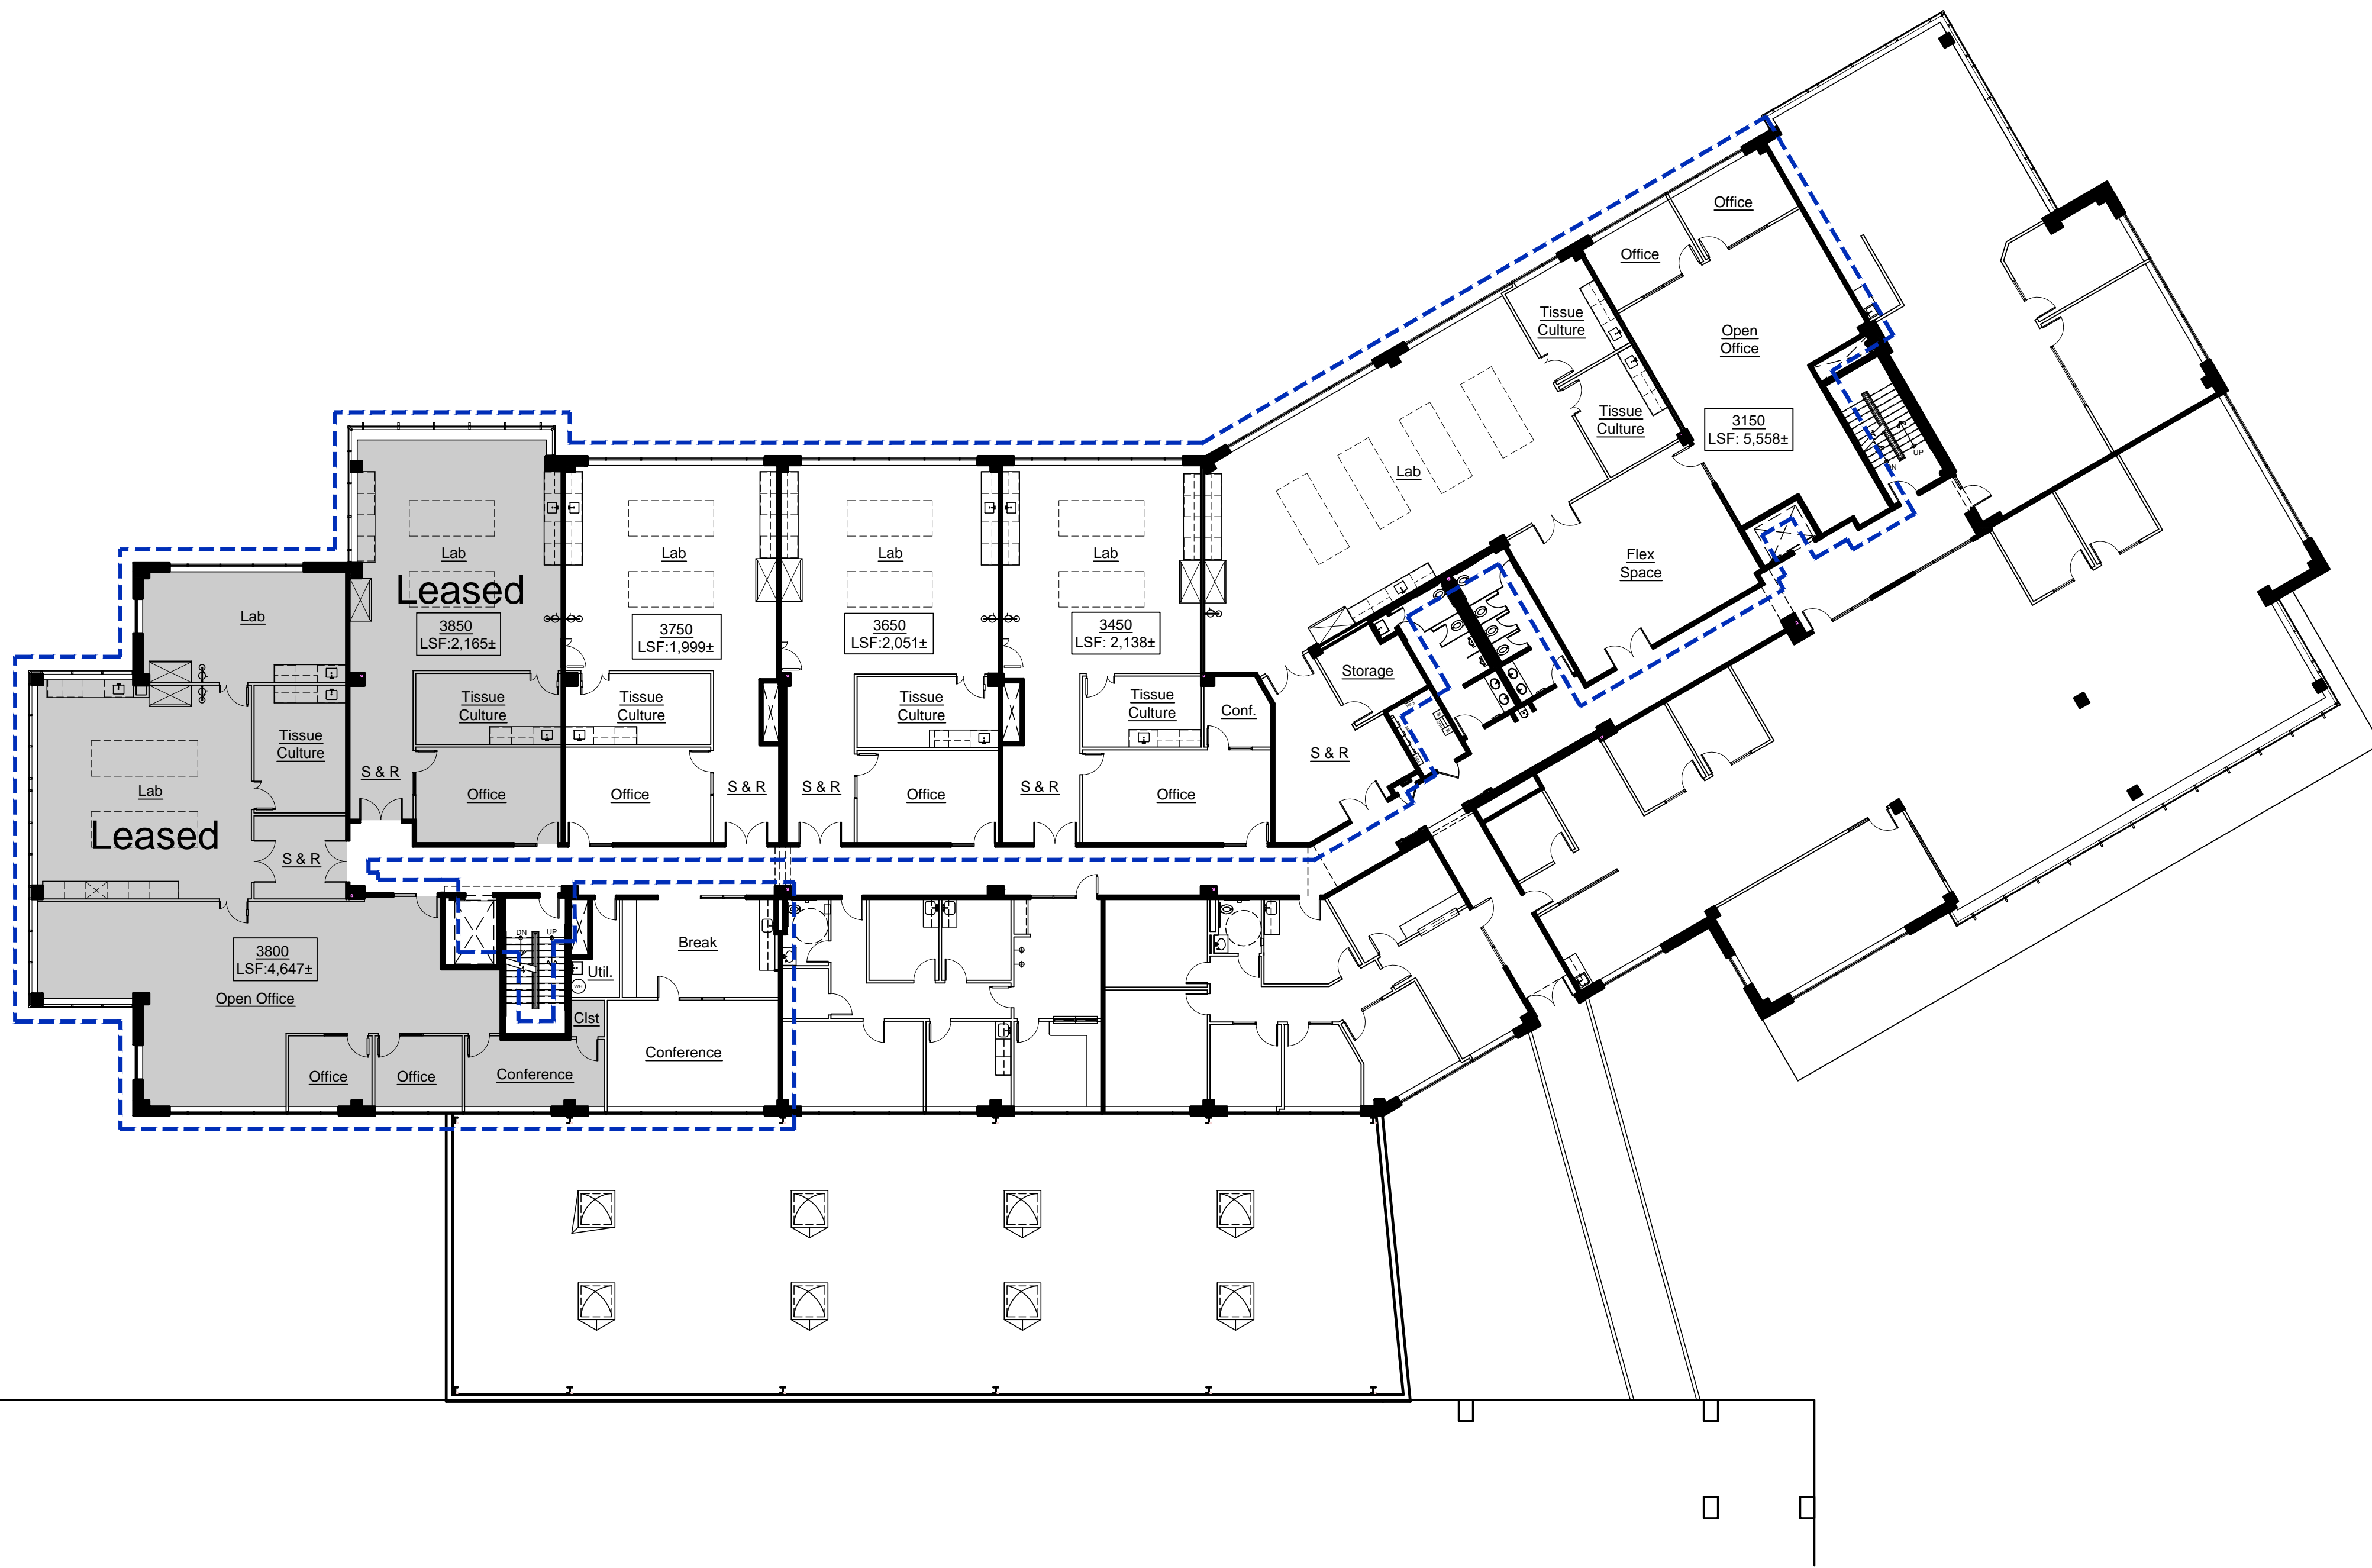 Office
Office
Tissue
Culture
Open
Office
Tissue
Culture
3150
LSF: 5,558±
UP
DN
Lab
Flex
Space
Storage
S & R
Lab
Leased
3850
LSF:2,165±
Tissue
Culture
S & R
Office
Lab
3750
LSF:1,999±
Tissue
Culture
Office
S & R
Lab
3650
LSF:2,051±
Tissue
Culture
S & R
Office
Lab
3450
LSF: 2,138±
Tissue
Culture
Conf.
S & R
Office
Lab
Tissue
Culture
Lab
Leased
S & R
3800
LSF:4,647±
Open Office
DN
UP
Util.
WH
Break
Clst
Conference
Office
Office
Conference